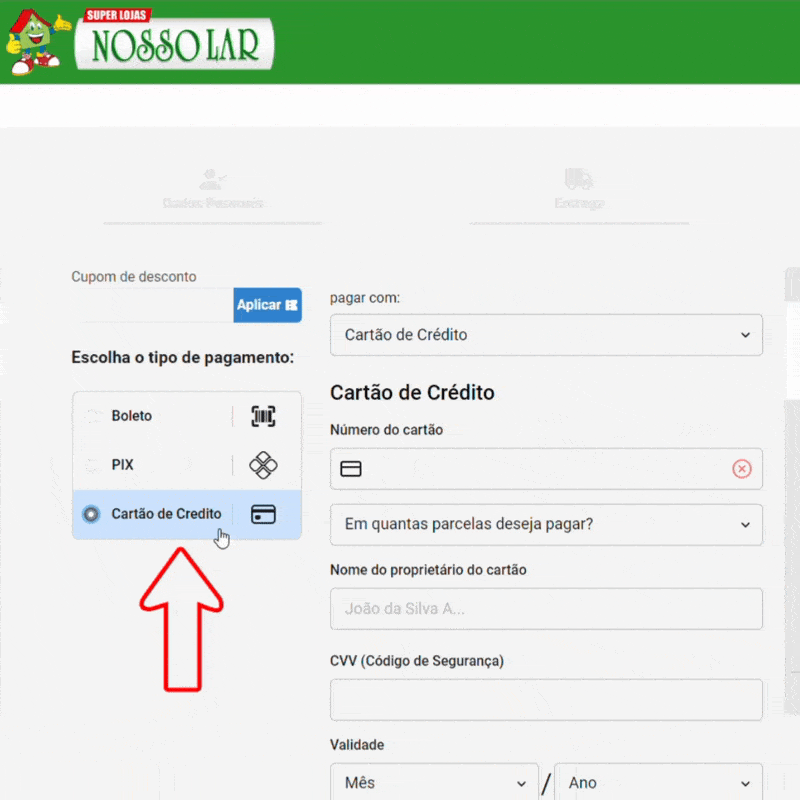 SUPER LOJAS
NOSSO LAR
Dados Pessoais
Entrega
Cupom de desconto
Aplicar
pagar com:
Cartão de Crédito
Escolha o tipo de pagamento:
Boleto
PIX
Cartão de Credito
Cartão de Crédito
Número do cartão
Em quantas parcelas deseja pagar?
Nome do proprietário do cartão
João da Silva A...
CVV (Código de Segurança)
Validade
Mês
/
Ano